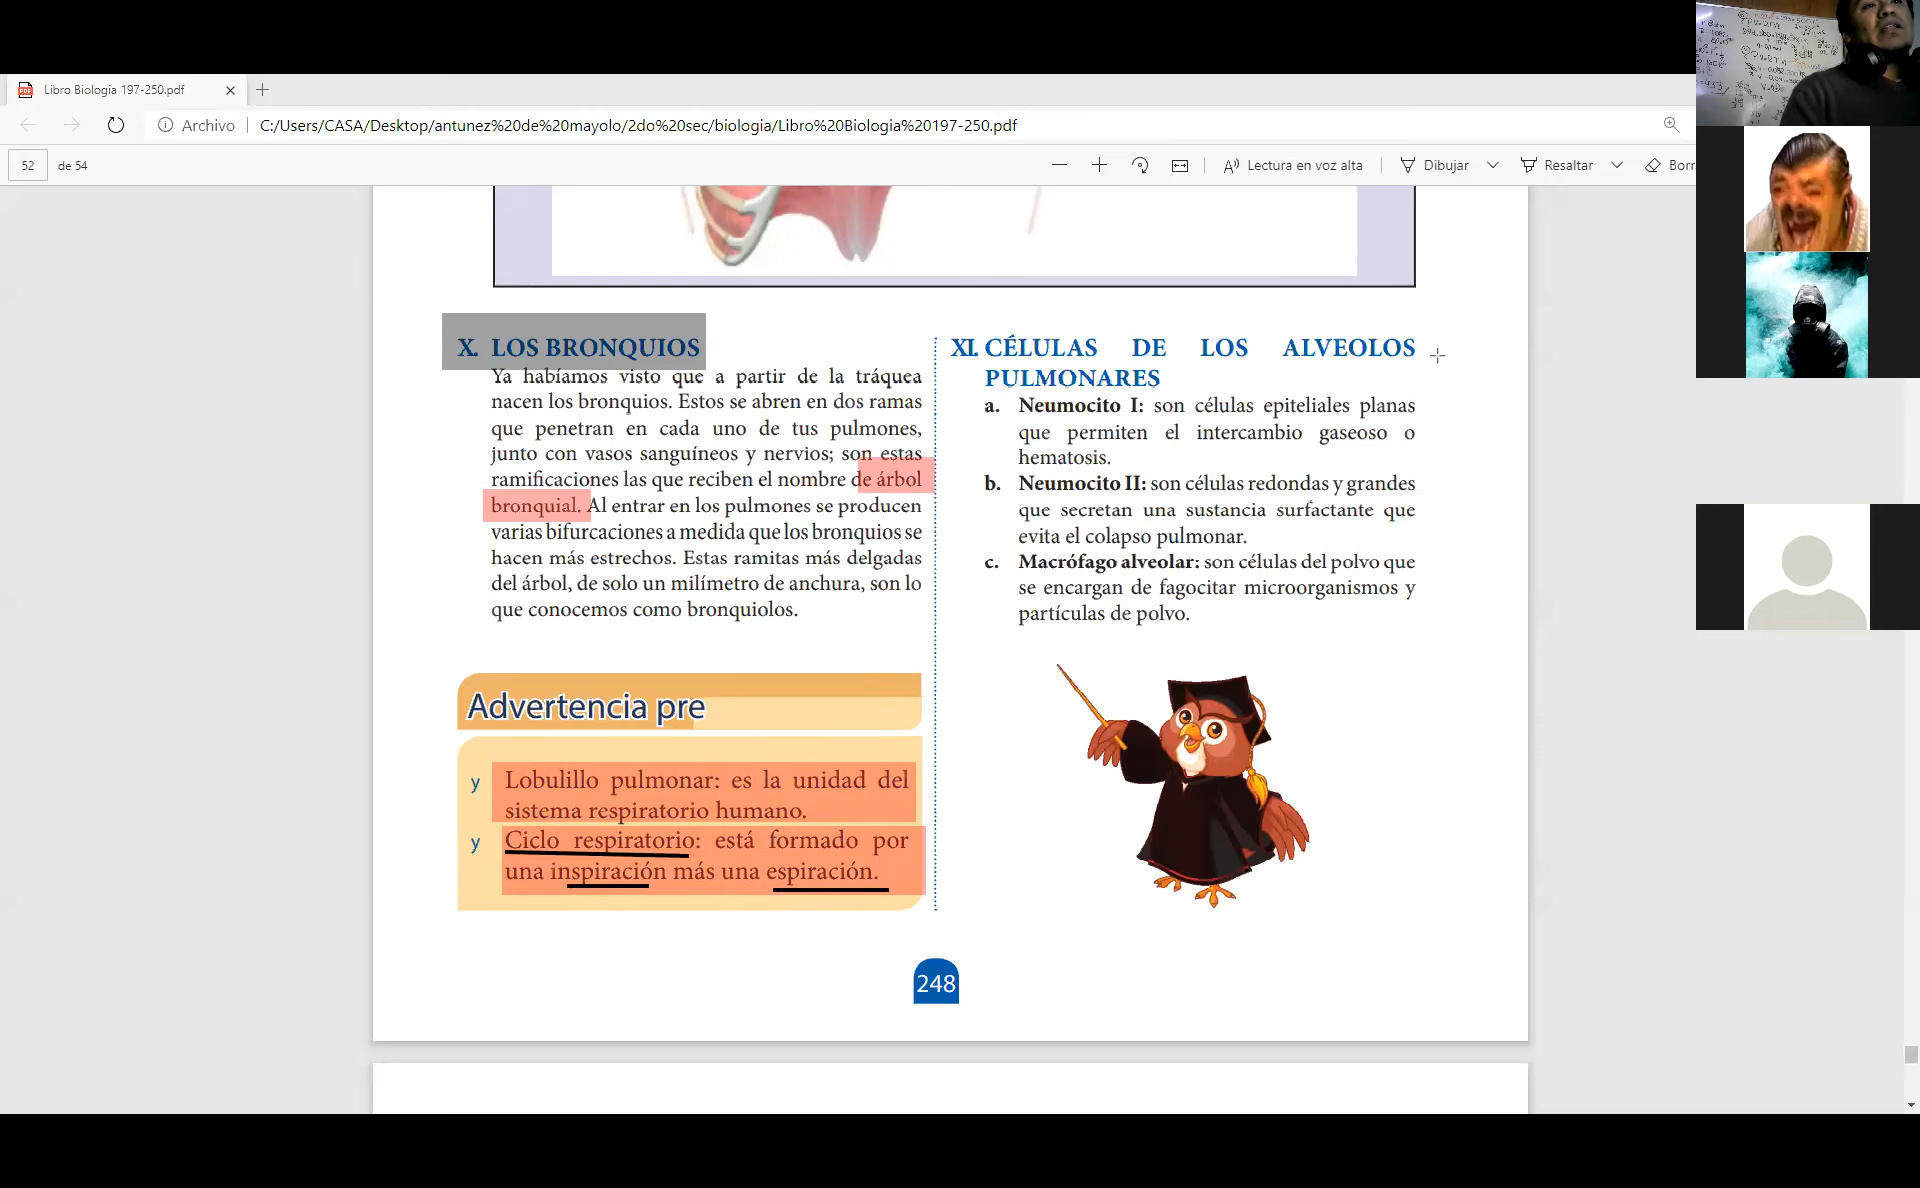 Libro Biologia 197-250.pdf
Archivo
C:/Users/CASA/Desktop/antunez%20de%20mayolo/2do%20sec/biologia/Libro%20Biologia%20197-250.pdf
52 de 54
Lectura en voz alta
Dibujar
Resaltar
Borr
X. LOS BRONQUIOS
Ya habíamos visto que a partir de la tráquea
nacen los bronquios. Estos se abren en dos ramas
que penetran en cada uno de tus pulmones,
junto con vasos sanguíneos y nervios; son estas
ramificaciones las que reciben el nombre de árbol
bronquial. Al entrar en los pulmones se producen
varias bifurcaciones a medida que los bronquios se
hacen más estrechos. Estas ramitas más delgadas
del árbol, de solo un milímetro de anchura, son lo
que conocemos como bronquiolos.
Advertencia pre
y Lobulillo pulmonar: es la unidad del
sistema respiratorio humano.
y Ciclo respiratorio: está formado por
una inspiración más una espiración.
XI. CÉLULAS DE LOS ALVEOLOS
PULMONARES
a. Neumocito I: son células epiteliales planas
que permiten el intercambio gaseoso o
hematosis.
b. Neumocito II: son células redondas y grandes
que secretan una sustancia surfactante que
evita el colapso pulmonar.
c. Macrófago alveolar: son células del polvo que
se encargan de fagocitar microorganismos y
partículas de polvo.
248